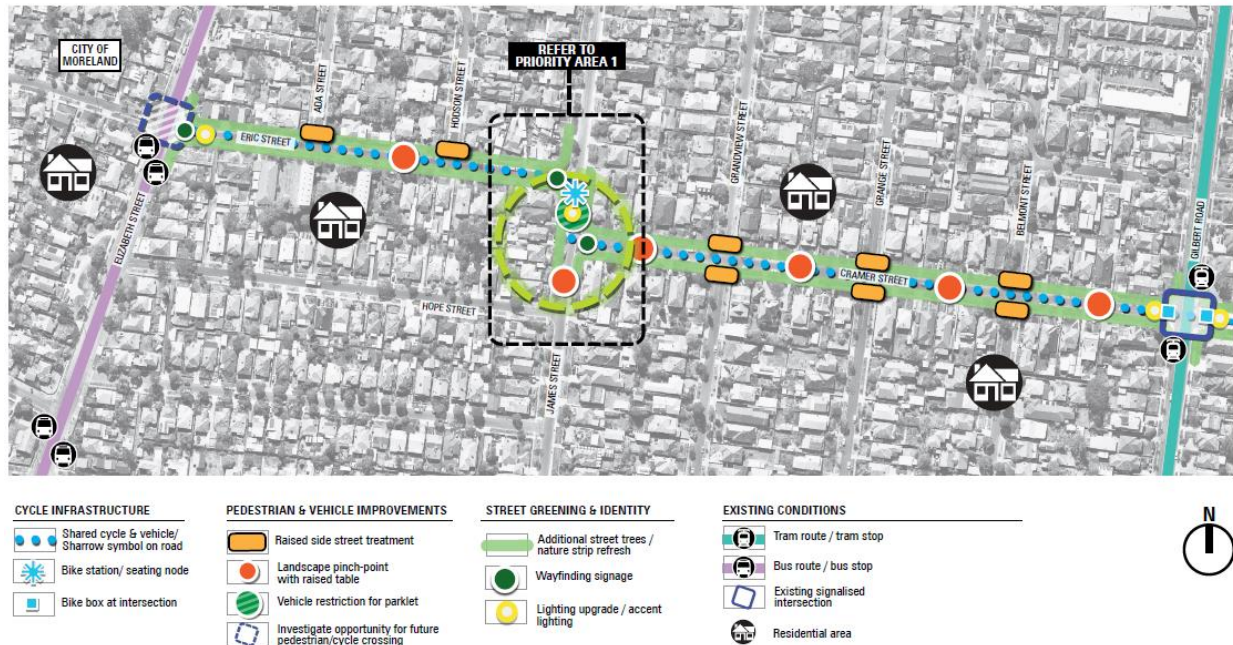 CITY OF
MORELAND
REFER TO
PRIORITY AREA 1
ADA STREET
HODSON STREET
ERIC STREET
ELIZABETH STREET
GRANDVIEW STREET
GRANGE STREET
BELMONT STREET
GILBERT ROAD
CRAMER STREET
HOPE STREET
JAMES STREET
CYCLE INFRASTRUCTURE
Shared cycle & vehicle/
Sharrow symbol on road
Bike station/ seating node
Bike box at intersection
PEDESTRIAN & VEHICLE IMPROVEMENTS
Raised side street treatment
Landscape pinch-point
with raised table
Vehicle restriction for parklet
Investigate opportunity for future
pedestrian/cycle crossing
STREET GREENING & IDENTITY
Additional street trees /
nature strip refresh
Wayfinding signage
Lighting upgrade / accent
lighting
EXISTING CONDITIONS
Tram route / tram stop
Bus route / bus stop
Existing signalised
intersection
Residential area
N